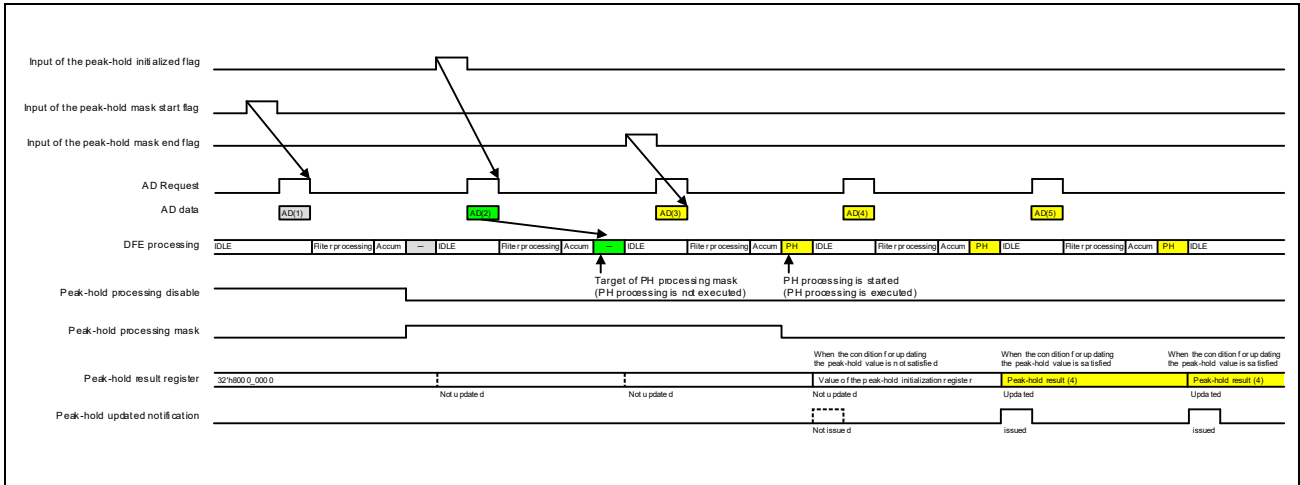 Input of the peak-hold initialized flag
Input of the peak-hold mask start flag
Input of the peak-hold mask end flag
AD Request
AD data
AD(1) AD(2) AD(3) AD(4) AD(5)
DFE processing
IDLE Filter processing Accum — IDLE Filter processing Accum — IDLE Filter processing Accum PH IDLE Filter processing Accum PH IDLE Filter processing Accum PH IDLE
Target of PH processing mask
(PH processing is not executed)
PH processing is started
(PH processing is executed)
Peak-hold processing disable
Peak-hold processing mask
When the condition for updating
the peak-hold value is not satisfied
When the condition for updating
the peak-hold value is satisfied
When the condition for updating
the peak-hold value is satisfied
Peak-hold result register
32'h8000_0000
Value of the peak-hold initialization register
Peak-hold result (4)
Peak-hold result (4)
Not updated Not updated Not updated Updated Updated
Peak-hold updated notification
Not issued issued issued